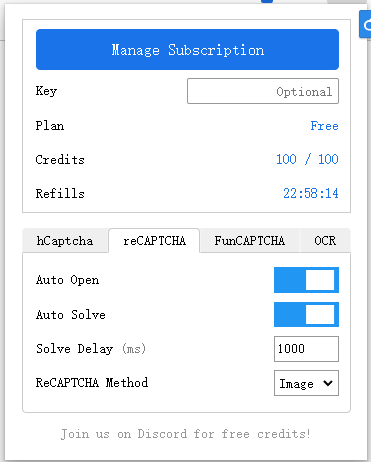 Manage Subscription
Key Optional
Plan Free
Credits 100 / 100
Refills 22:58:14
hCaptcha reCAPTCHA FunCAPTCHA OCR
Auto Open
Auto Solve
Solve Delay (ms) 1000
ReCAPTCHA Method Image
Join us on Discord for free credits!